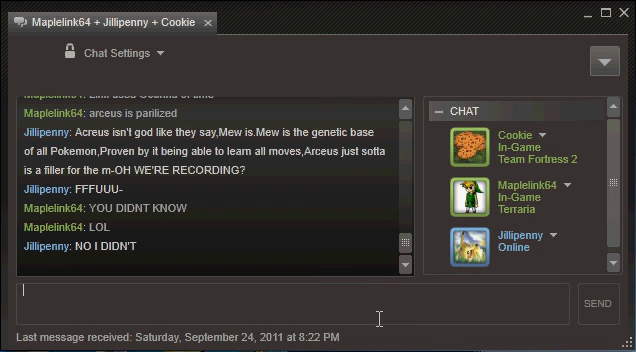 Maplelink64 + Jillipenny + Cookie
Chat Settings
Maplelink64: arceus is parilized
Jillipenny: Acreus isn't god like they say,Mew is.Mew is the genetic base
of all Pokemon,Proven by it being able to learn all moves,Arceus just sotta
is a filler for the m-OH WE'RE RECORDING?
Jillipenny: FFFUUU-
Maplelink64: YOU DIDNT KNOW
Maplelink64: LOL
Jillipenny: NO I DIDN'T
CHAT
Cookie
In-Game
Team Fortress 2
Maplelink64
In-Game
Terraria
Jillipenny
Online
SEND
Last message received: Saturday, September 24, 2011 at 8:22 PM